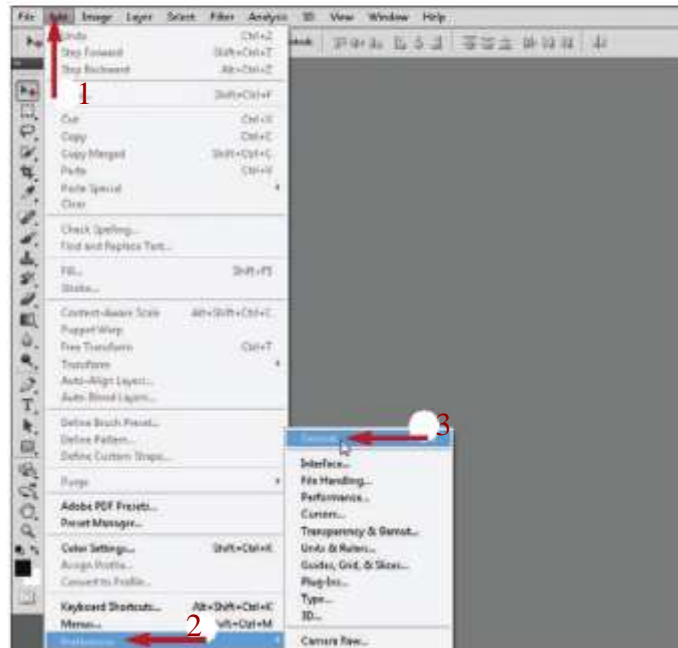 File Edit Image Layer Select Filter Analysis 3D View Window Help
Undo Ctrl+Z
Step Forward Shift+Ctrl+Z
Step Backward Alt+Ctrl+Z
1
Shift+Ctrl+F
Cut Ctrl+X
Copy Ctrl+C
Copy Merged Shift+Ctrl+C
Paste Ctrl+V
Paste Special
Clear
Check Spelling...
Find and Replace Text...
Fill... Shift+F5
Stroke...
Content-Aware Scale Alt+Shift+Ctrl+C
Puppet Warp
Free Transform Ctrl+T
Transform
Auto-Align Layers...
Auto-Blend Layers...
Define Brush Preset...
Define Pattern...
Define Custom Shape...
Purge
Adobe PDF Presets...
Preset Manager...
Color Settings... Shift+Ctrl+K
Assign Profile...
Convert to Profile...
Keyboard Shortcuts... Alt+Shift+Ctrl+K
Menus... Shift+Ctrl+M
Preferences
2
3
General...
Interface...
File Handling...
Performance...
Cursors...
Transparency & Gamut...
Units & Rulers...
Guides, Grid, & Slices...
Plug-Ins...
Type...
3D...
Camera Raw...